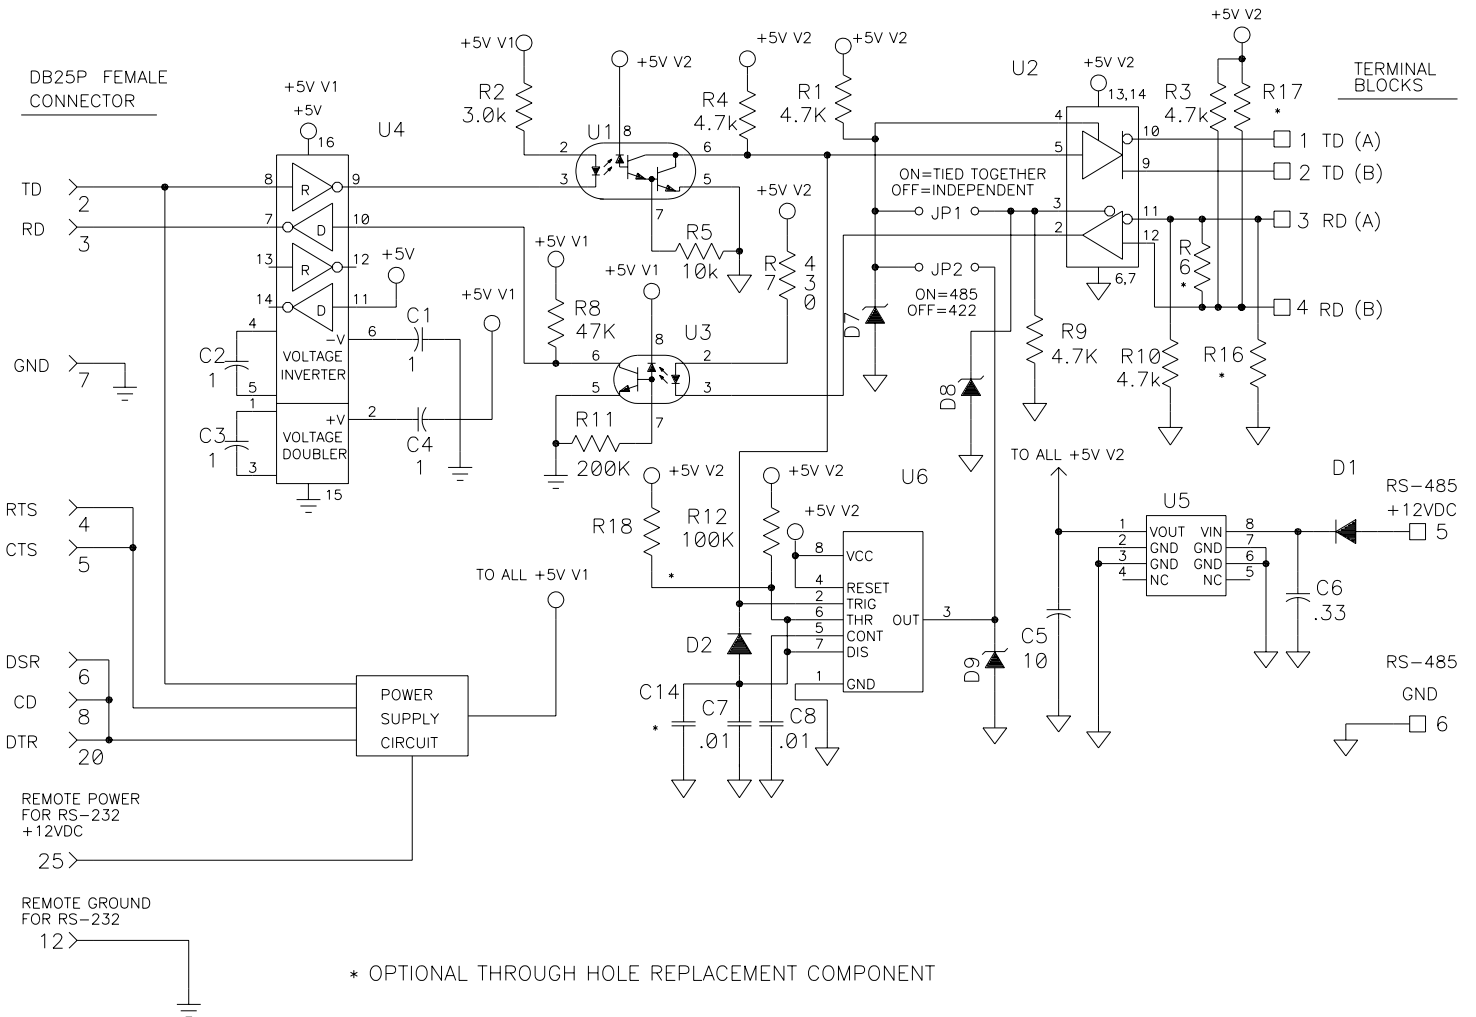 DB25P FEMALE
CONNECTOR
TERMINAL
BLOCKS
+5V V1
+5V
16
U4
+5V V1
R2
3.0k
+5V V2
+5V V2
R4
4.7k
+5V V2
R1
4.7K
U2
+5V V2
13,14
+5V V2
R3
4.7k
R17
*
U1
8
2
3
6
5
7
4
5
10
9
1 TD (A)
2 TD (B)
TD
2
RD
3
8
R
9
7
D
10
13
R
12
14
D
11
+5V
+5V V1
ON=TIED TOGETHER
OFF=INDEPENDENT
JP1
3
2
11
12
3 RD (A)
4 RD (B)
6,7
R
6
*
R5
10k
+5V V2
R
7
4
3
0
JP2
ON=485
OFF=422
+5V V1
R8
47K
+5V V1
U3
8
6
5
2
3
7
D7
D8
R9
4.7K
R10
4.7k
R16
*
4
C2
1
5
-V
6
C1
1
VOLTAGE
INVERTER
1
C3
1
3
+V
2
C4
1
VOLTAGE
DOUBLER
15
GND
7
R11
200K
+5V V2
R18
*
+5V V2
R12
100K
+5V V2
U6
8
VCC
4
RESET
2
TRIG
6
THR
5
CONT
7
DIS
1
GND
OUT
3
D2
D9
C14
*
C7
.01
C8
.01
TO ALL +5V V2
U5
1
VOUT
2
GND
3
GND
4
NC
VIN
8
GND
7
GND
6
NC
5
C5
10
C6
.33
D1
RS-485
+12VDC
5
RS-485
GND
6
RTS
4
CTS
5
DSR
6
CD
8
DTR
20
TO ALL +5V V1
POWER
SUPPLY
CIRCUIT
REMOTE POWER
FOR RS-232
+12VDC
25
REMOTE GROUND
FOR RS-232
12
* OPTIONAL THROUGH HOLE REPLACEMENT COMPONENT